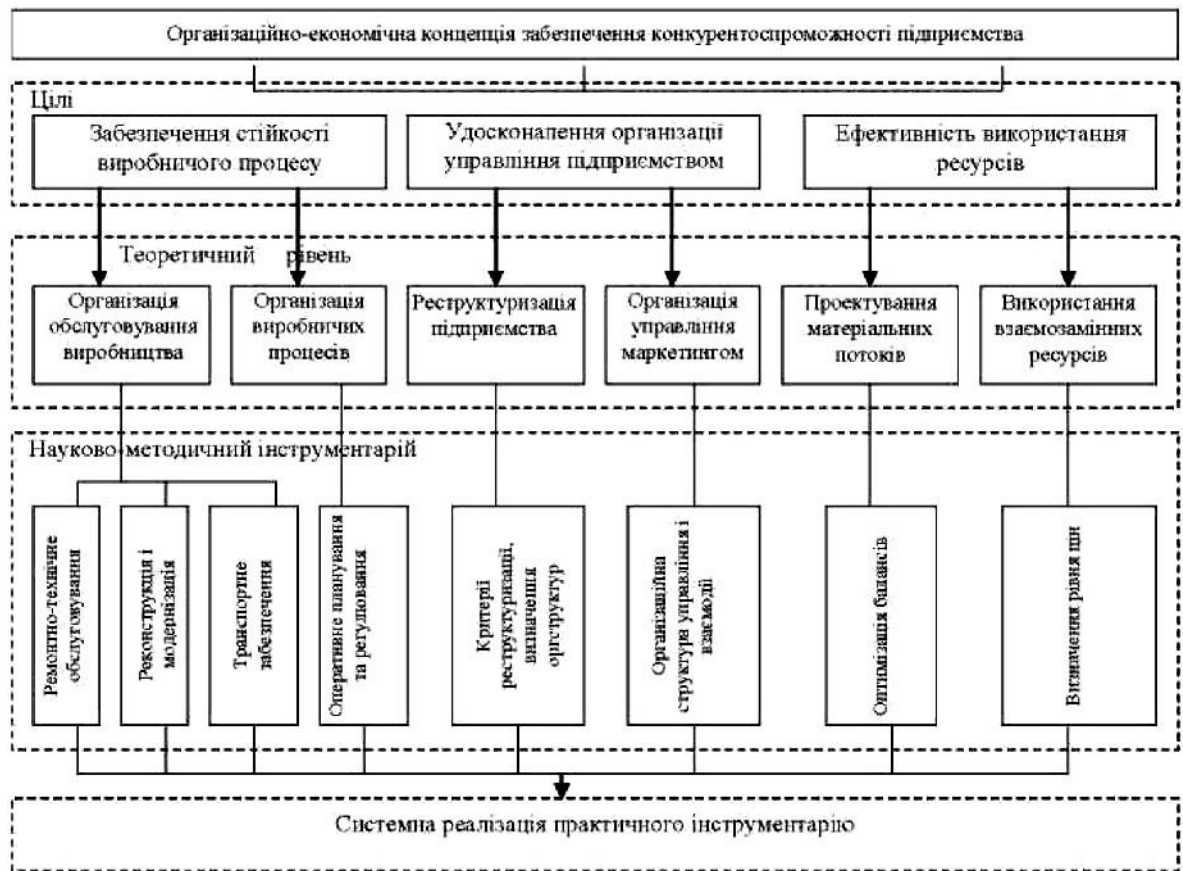 Організаційно-економічна концепція забезпечення конкурентоспроможності підприємства
Цілі
Забезпечення стійкості
виробничого процесу
Удосконалення організації
управління підприємством
Ефективність використання
ресурсів
Теоретичний рівень
Організація
обслуговування
виробництва
Організація
виробничих
процесів
Реструктуризація
підприємства
Організація
управління
маркетингом
Проектування
матеріальних
потоків
Використання
взаємозамінних
ресурсів
Науково-методичний інструментарій
Ремонтно-технічне
обслуговування
Реконструкція і
модернізація
Транспортне
забезпечення
Оперативне планування
та регулювання
Критерії
реструктуризації,
визначення
оргструктур
Організаційна
структура управління і
взаємодії
Оптимізація балансів
Визначення рівня цін
Системна реалізація практичного інструментарію